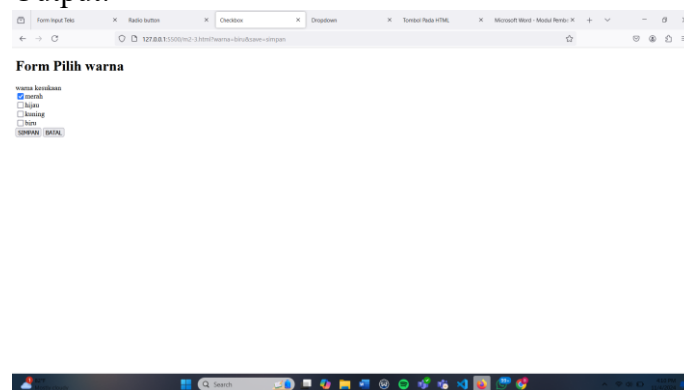 Output:
Form Input Teks
Radio button
Checkbox
Dropdown
Tombol Pada HTML
Microsoft Word - Modul Pembc
127.0.0.1:5500/m2-3.html?warna=biru&save=simpan
Form Pilih warna
warna kesukaan
merah
hijau
kuning
biru
SIMPAN BATAL
Search